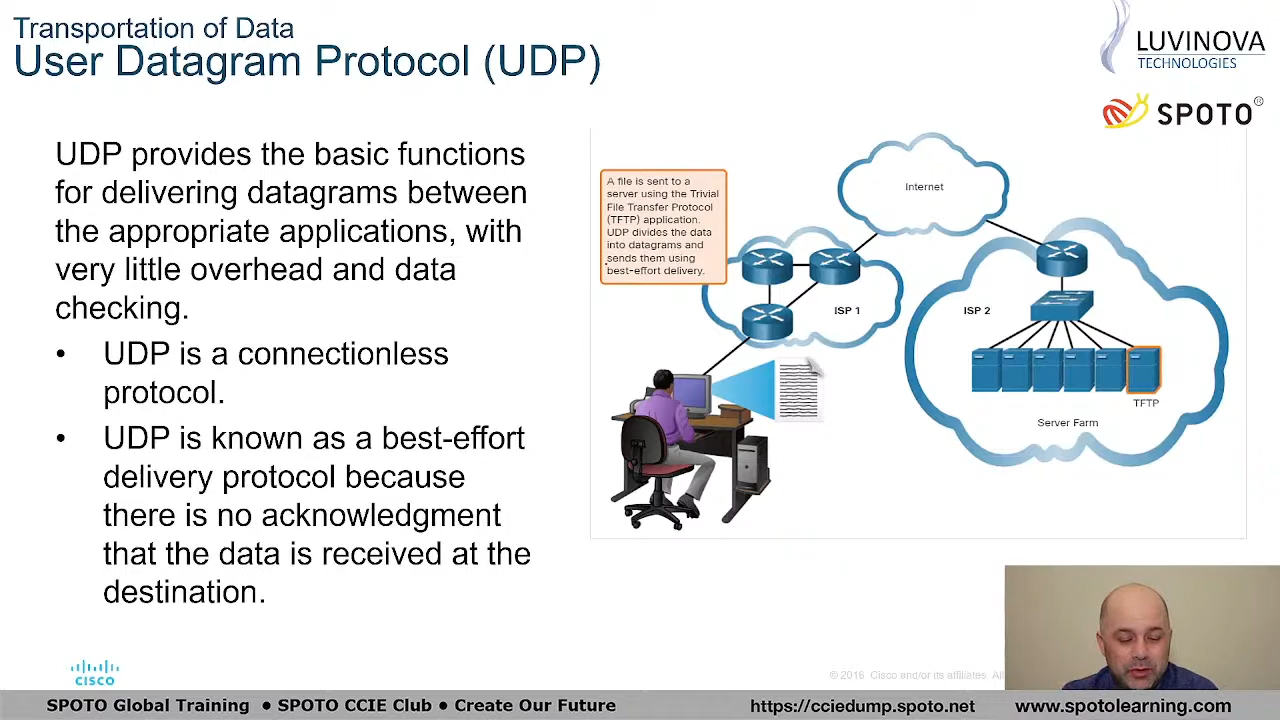 Transportation of Data
User Datagram Protocol (UDP)
LUVINOVA
TECHNOLOGIES
SPOTO®
UDP provides the basic functions
for delivering datagrams between
the appropriate applications, with
very little overhead and data
checking.
• UDP is a connectionless
protocol.
• UDP is known as a best-effort
delivery protocol because
there is no acknowledgment
that the data is received at the
destination.
A file is sent to a
server using the Trivial
File Transfer Protocol
(TFTP) application.
UDP divides the data
into datagrams and
sends them using
best-effort delivery.
Internet
ISP 1
ISP 2
TFTP
Server Farm
CISCO
© 2016 Cisco and/or its affiliates. All
SPOTO Global Training ● SPOTO CCIE Club ● Create Our Future
https://cciedump.spoto.net
www.spotolearning.com